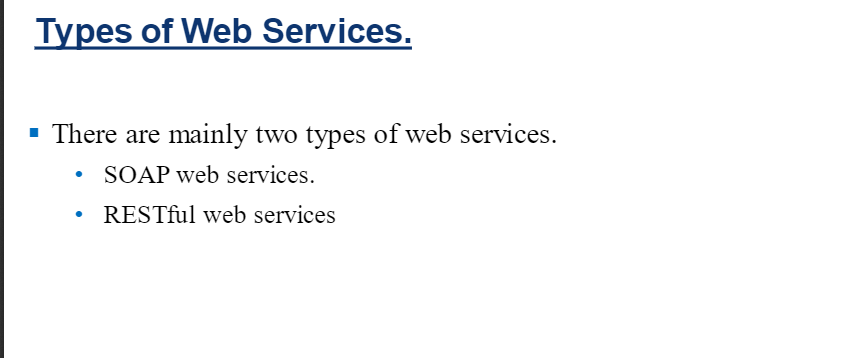 Types of Web Services.
There are mainly two types of web services.
SOAP web services.
RESTful web services